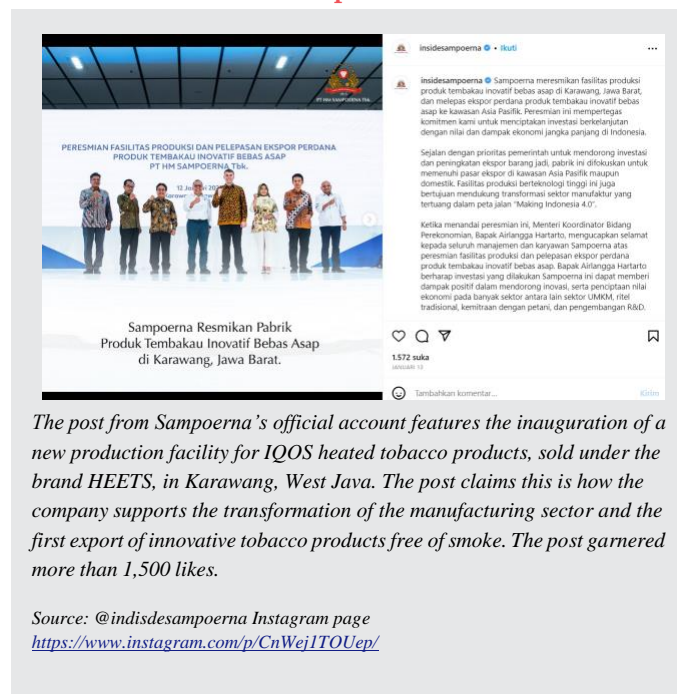 PT HM SAMPOERNA Tbk.
PERESMIAN FASILITAS PRODUKSI DAN PELEPASAN EKSPOR PERDANA
PRODUK TEMBAKAU INOVATIF BEBAS ASAP
PT HM SAMPOERNA Tbk.
Sampoerna Resmikan Pabrik
Produk Tembakau Inovatif Bebas Asap
di Karawang, Jawa Barat.
insidesampoerna • Ikuti
insidesampoerna Sampoerna meresmikan fasilitas produksi
produk tembakau inovatif bebas asap di Karawang, Jawa Barat,
dan melepas ekspor perdana produk tembakau inovatif bebas
asap ke kawasan Asia Pasifik. Peresmian ini mempertegas
komitmen kami untuk menciptakan investasi berkelanjutan
dengan nilai dan dampak ekonomi jangka panjang di Indonesia.
Sejalan dengan prioritas pemerintah untuk mendorong investasi
dan peningkatan ekspor barang jadi, pabrik ini difokuskan untuk
memenuhi pasar ekspor di kawasan Asia Pasifik maupun
domestik. Fasilitas produksi berteknologi tinggi ini juga
bertujuan mendukung transformasi sektor manufaktur yang
tertuang dalam peta jalan "Making Indonesia 4.0".
Ketika menandai peresmian ini, Menteri Koordinator Bidang
Perekonomian, Bapak Airlangga Hartarto, mengucapkan selamat
kepada seluruh manajemen dan karyawan Sampoerna atas
peresmian fasilitas produksi dan pelepasan ekspor perdana
produk tembakau inovatif bebas asap. Bapak Airlangga Hartarto
berharap investasi yang dilakukan Sampoerna ini dapat memberi
dampak positif dalam mendorong inovasi, serta penciptaan nilai
ekonomi pada banyak sektor antara lain sektor UMKM, ritel
tradisional, kemitraan dengan petani, dan pengembangan R&D.
1.572 suka
JANUARI 13
Tambahkan komentar...
Kirim
The post from Sampoerna's official account features the inauguration of a
new production facility for IQOS heated tobacco products, sold under the
brand HEETS, in Karawang, West Java. The post claims this is how the
company supports the transformation of the manufacturing sector and the
first export of innovative tobacco products free of smoke. The post garnered
more than 1,500 likes.
Source: @indisdesampoerna Instagram page
https://www.instagram.com/p/CnWej1TOUep/